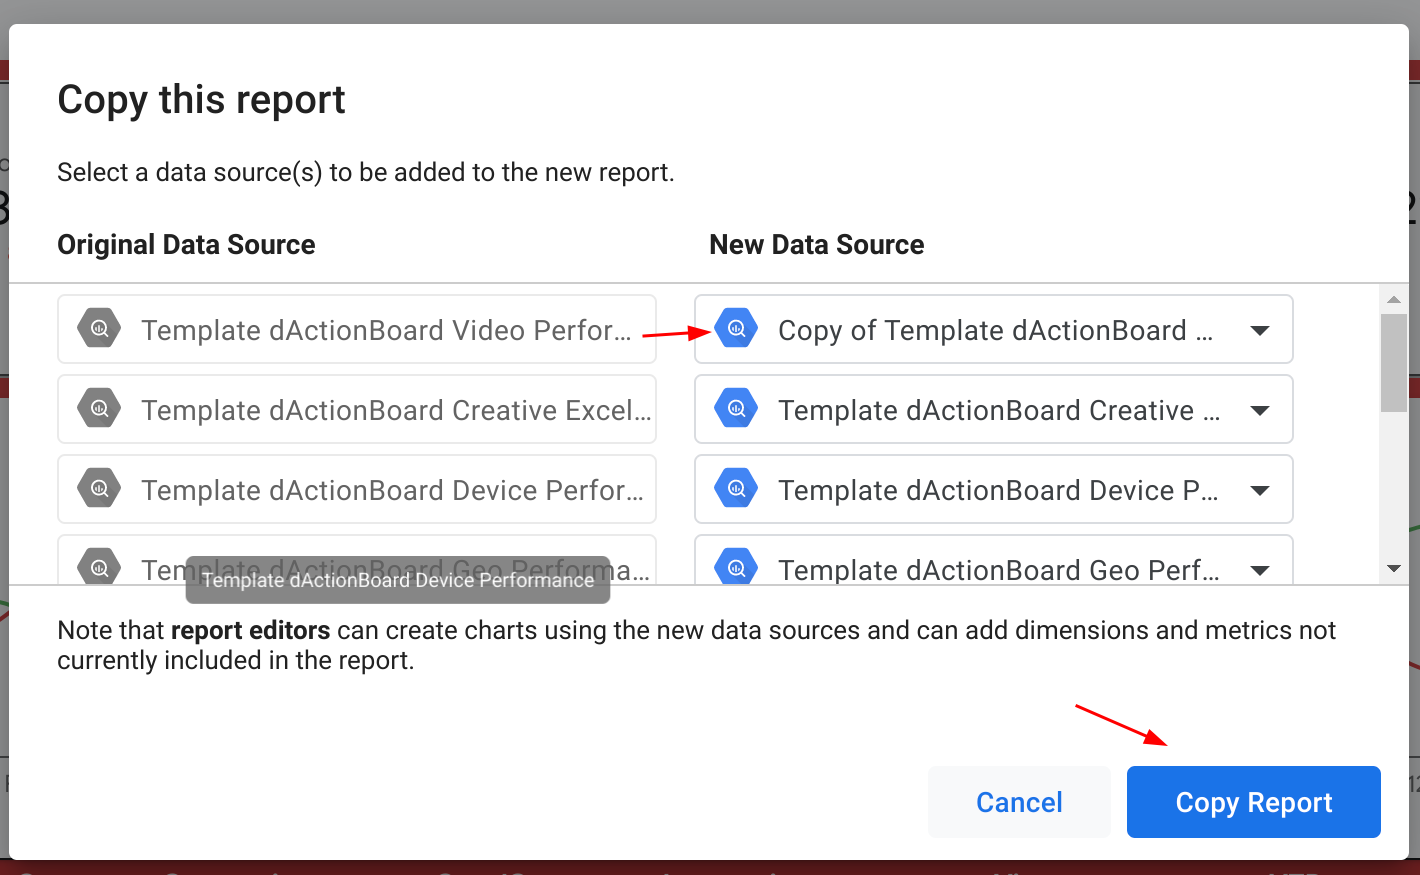 Copy this report
Select a data source(s) to be added to the new report.
Original Data Source New Data Source
Template dActionBoard Video Perfor... Copy of Template dActionBoard ...
Template dActionBoard Creative Excel... Template dActionBoard Creative ...
Template dActionBoard Device Perfor... Template dActionBoard Device P...
Template dActionBoard Geo Performa... Template dActionBoard Geo Perf...
Template dActionBoard Device Performance
Note that report editors can create charts using the new data sources and can add dimensions and metrics not
currently included in the report.
Cancel Copy Report